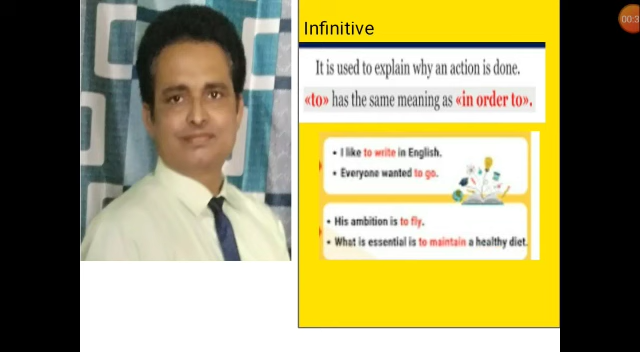 00:3
Infinitive
It is used to explain why an action is done.
«to» has the same meaning as «in order to».
• I like to write in English.
• Everyone wanted to go.
• His ambition is to fly.
• What is essential is to maintain a healthy diet.